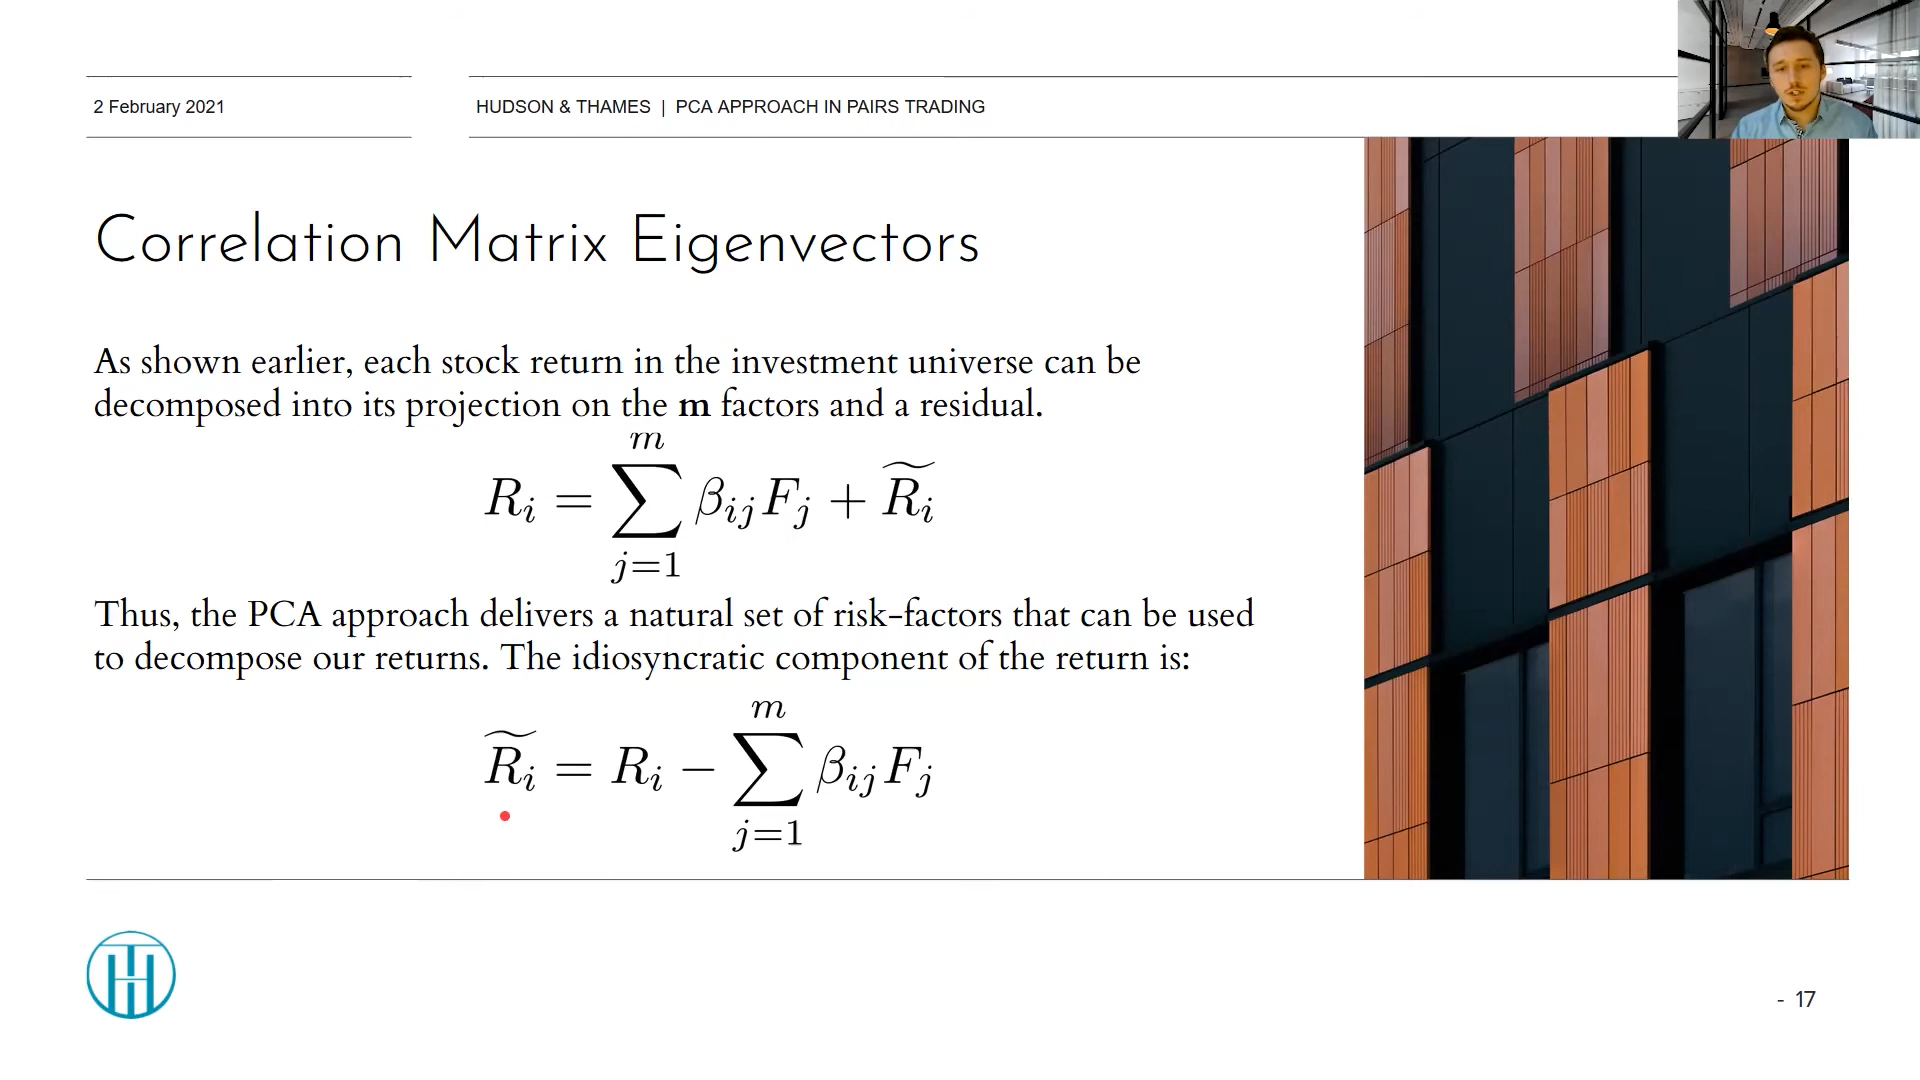 2 February 2021
HUDSON & THAMES | PCA APPROACH IN PAIRS TRADING
Correlation Matrix Eigenvectors
As shown earlier, each stock return in the investment universe can be
decomposed into its projection on the m factors and a residual.
R_i = \sum_{j=1}^{m} β_{ij} F_j + \widetilde{R_i}
Thus, the PCA approach delivers a natural set of risk-factors that can be used
to decompose our returns. The idiosyncratic component of the return is:
\widetilde{R_i} = R_i − \sum_{j=1}^{m} β_{ij} F_j
- 17